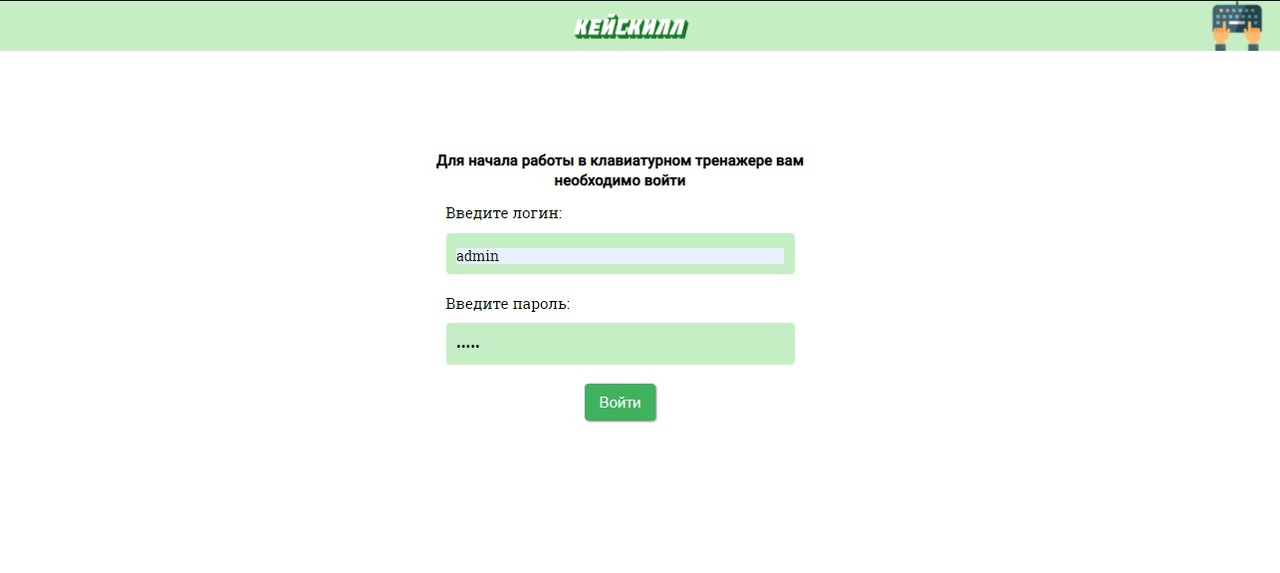 КЕЙСКИЛЛ
Для начала работы в клавиатурном тренажере вам
необходимо войти
Введите логин:
admin
Введите пароль:
•••••
Войти